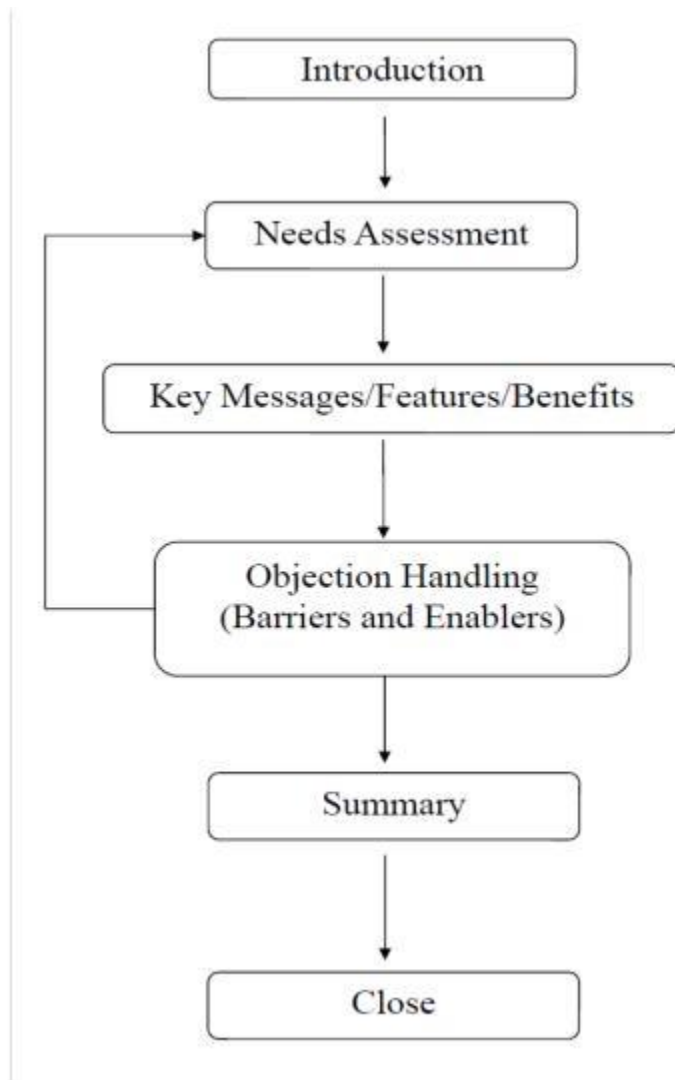 Introduction
Needs Assessment
Key Messages/Features/Benefits
Objection Handling
(Barriers and Enablers)
Summary
Close